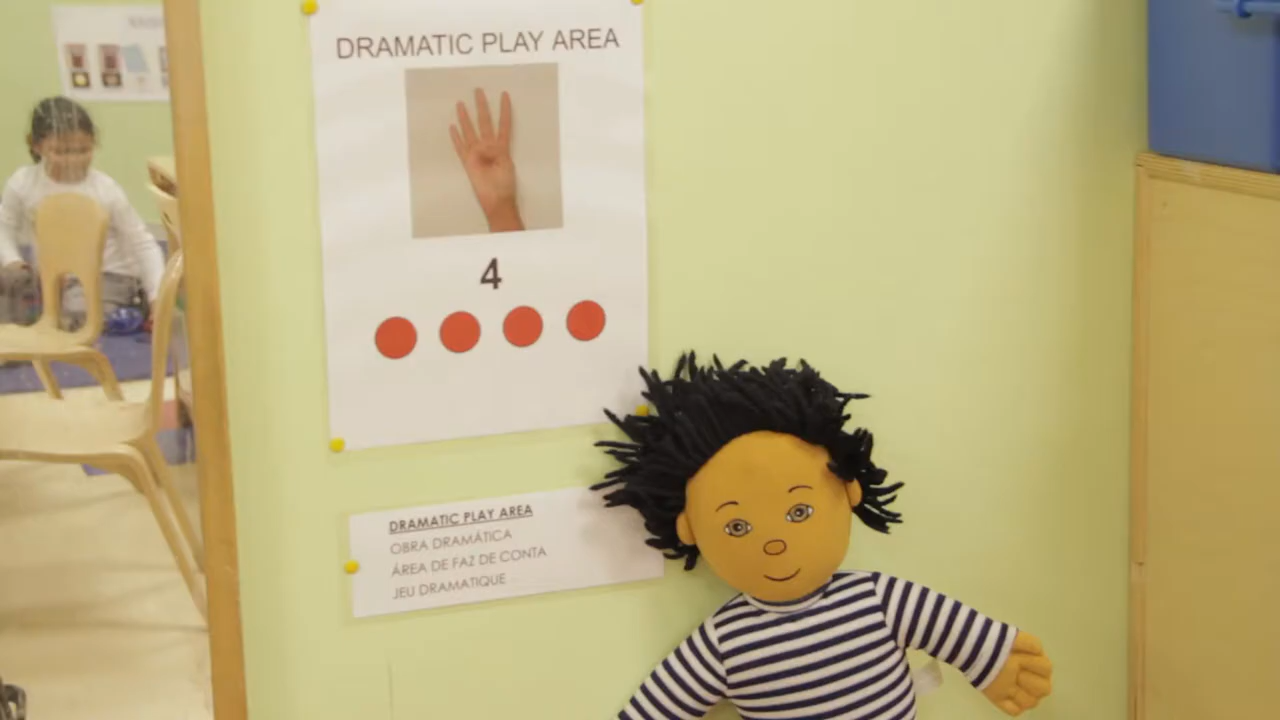 DRAMATIC PLAY AREA
4
DRAMATIC PLAY AREA
OBRA DRAMÁTICA
ÁREA DE FAZ DE CONTA
JEU DRAMATIQUE